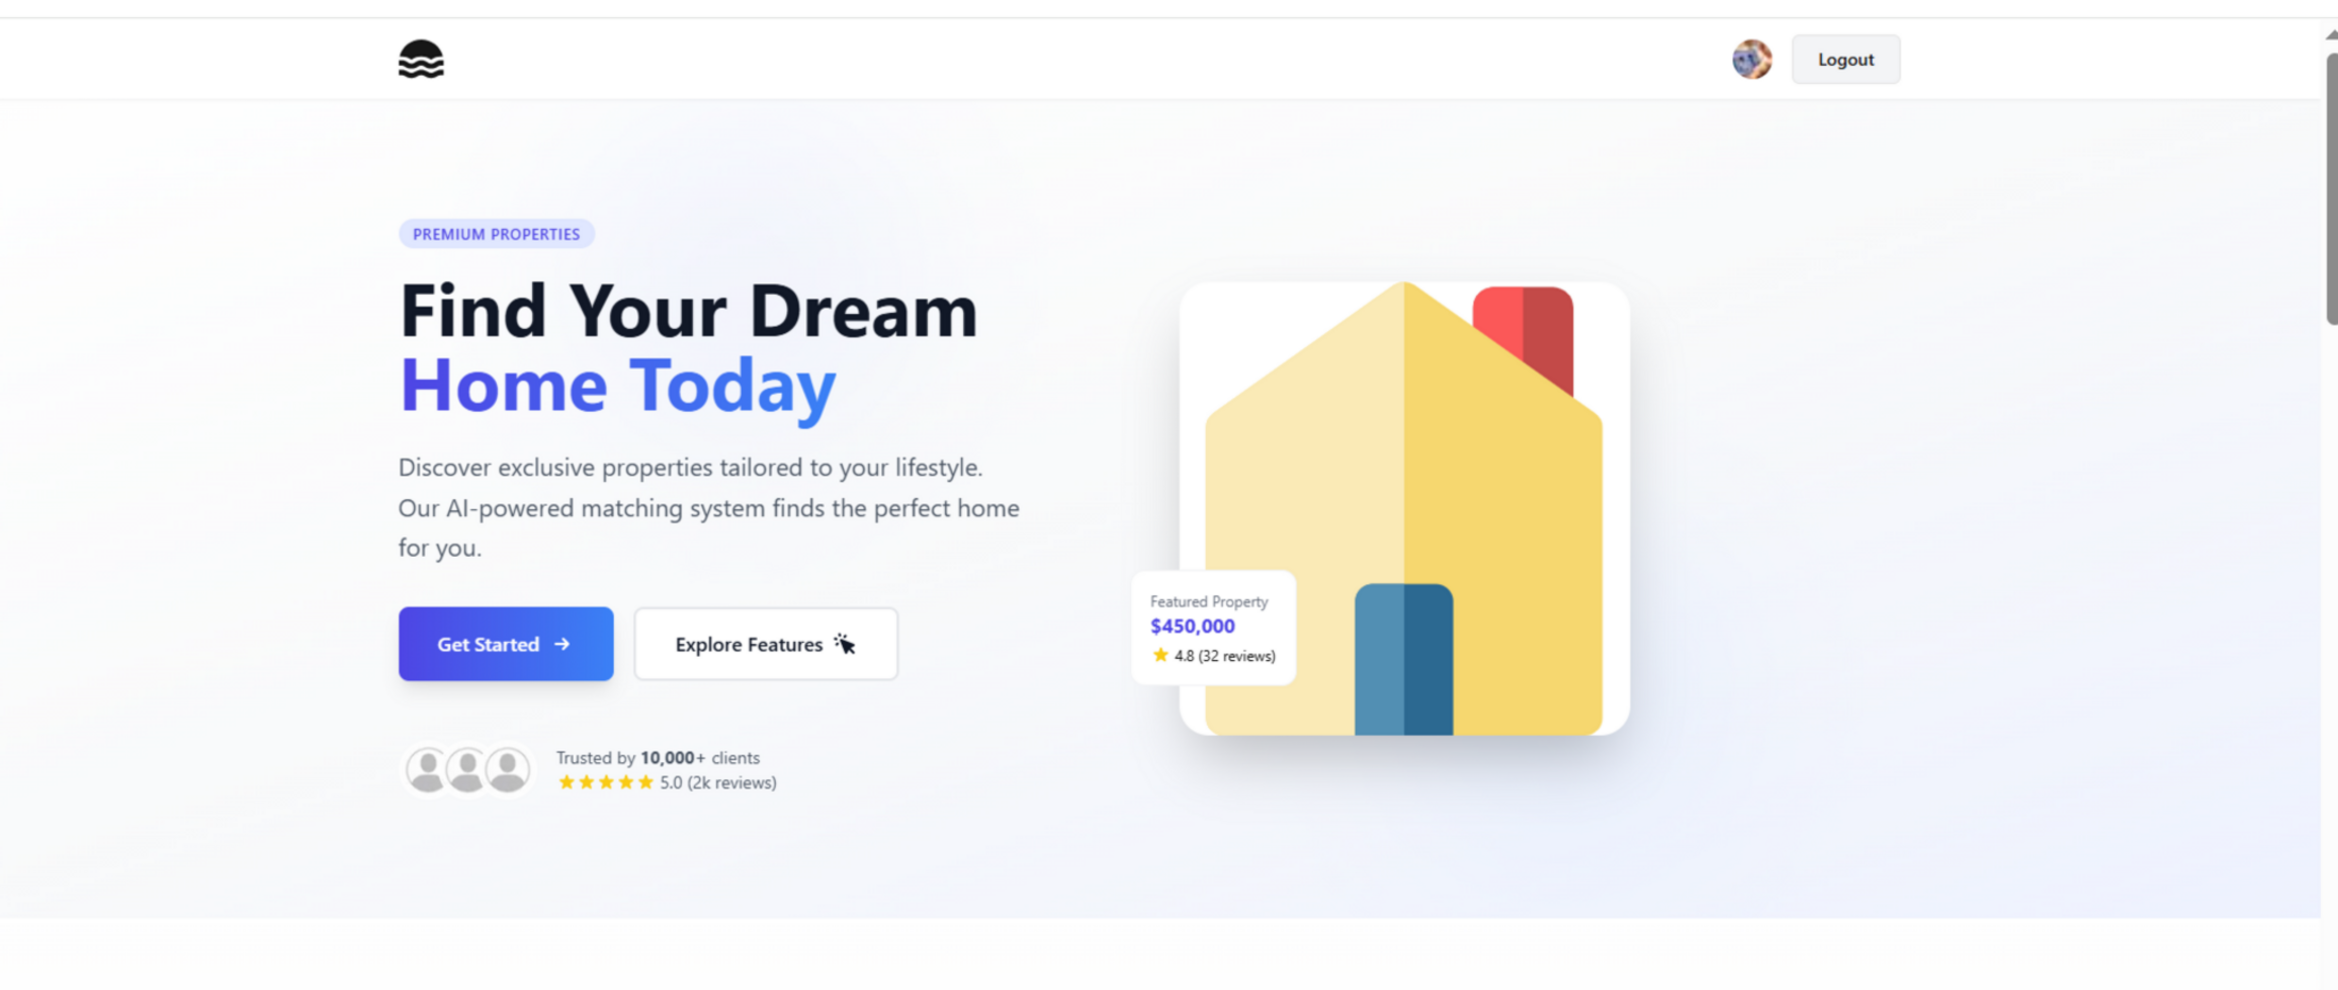 Logout
PREMIUM PROPERTIES
Find Your Dream
Home Today
Discover exclusive properties tailored to your lifestyle.
Our AI-powered matching system finds the perfect home
for you.
Get Started
Explore Features
Trusted by 10,000+ clients
5.0 (2k reviews)
Featured Property
$450,000
4.8 (32 reviews)